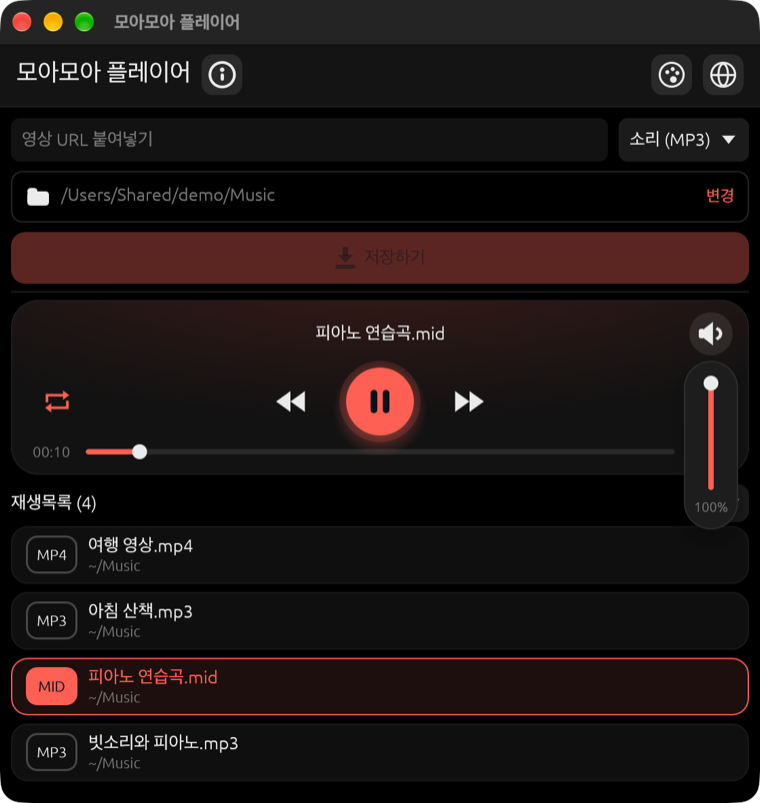 모아모아 플레이어
모아모아 플레이어
영상 URL 붙여넣기
소리 (MP3)
/Users/Shared/demo/Music
변경
저장하기
피아노 연습곡.mid
00:10
100%
재생목록 (4)
MP4
여행 영상.mp4
~/Music
MP3
아침 산책.mp3
~/Music
MID
피아노 연습곡.mid
~/Music
MP3
빗소리와 피아노.mp3
~/Music